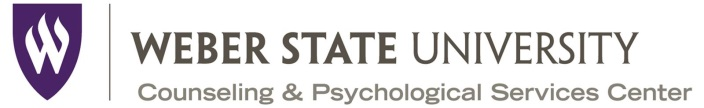 WEBER STATE UNIVERSITY
Counseling & Psychological Services Center